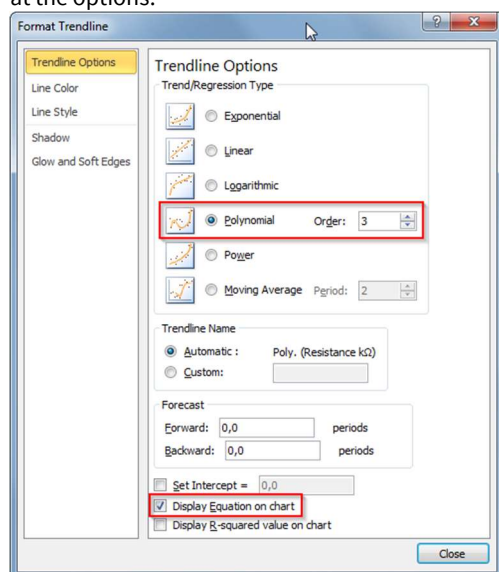 at the options.
Format Trendline
Trendline Options
Line Color
Line Style
Shadow
Glow and Soft Edges
Trendline Options
Trend/Regression Type
Exponential
Linear
Logarithmic
Polynomial Order: 3
Power
Moving Average Period: 2
Trendline Name
Automatic : Poly. (Resistance kΩ)
Custom:
Forecast
Forward: 0,0 periods
Backward: 0,0 periods
Set Intercept = 0,0
Display Equation on chart
Display R-squared value on chart
Close